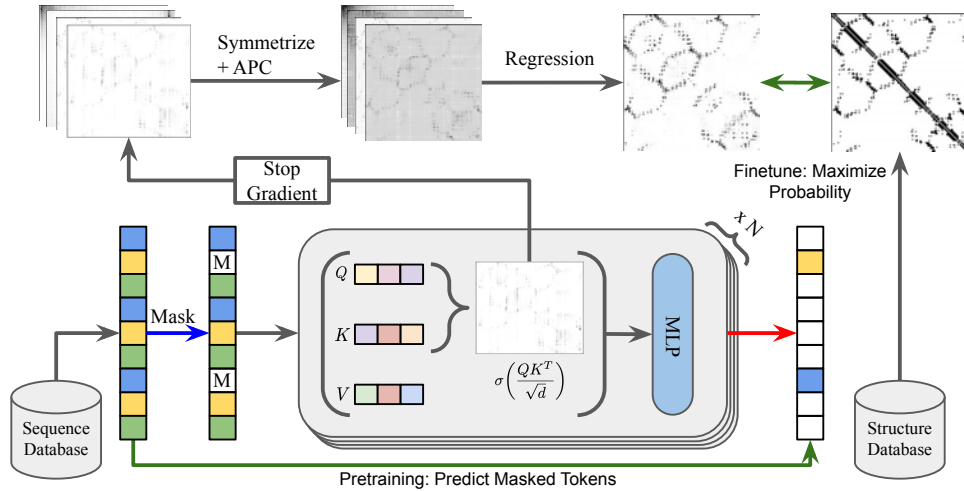 Symmetrize
+ APC
Regression
Stop
Gradient
Finetune: Maximize
Probability
x N
M
Mask
M
Q
K
V
σ(QK^T/√d)
MLP
Sequence
Database
Structure
Database
Pretraining: Predict Masked Tokens